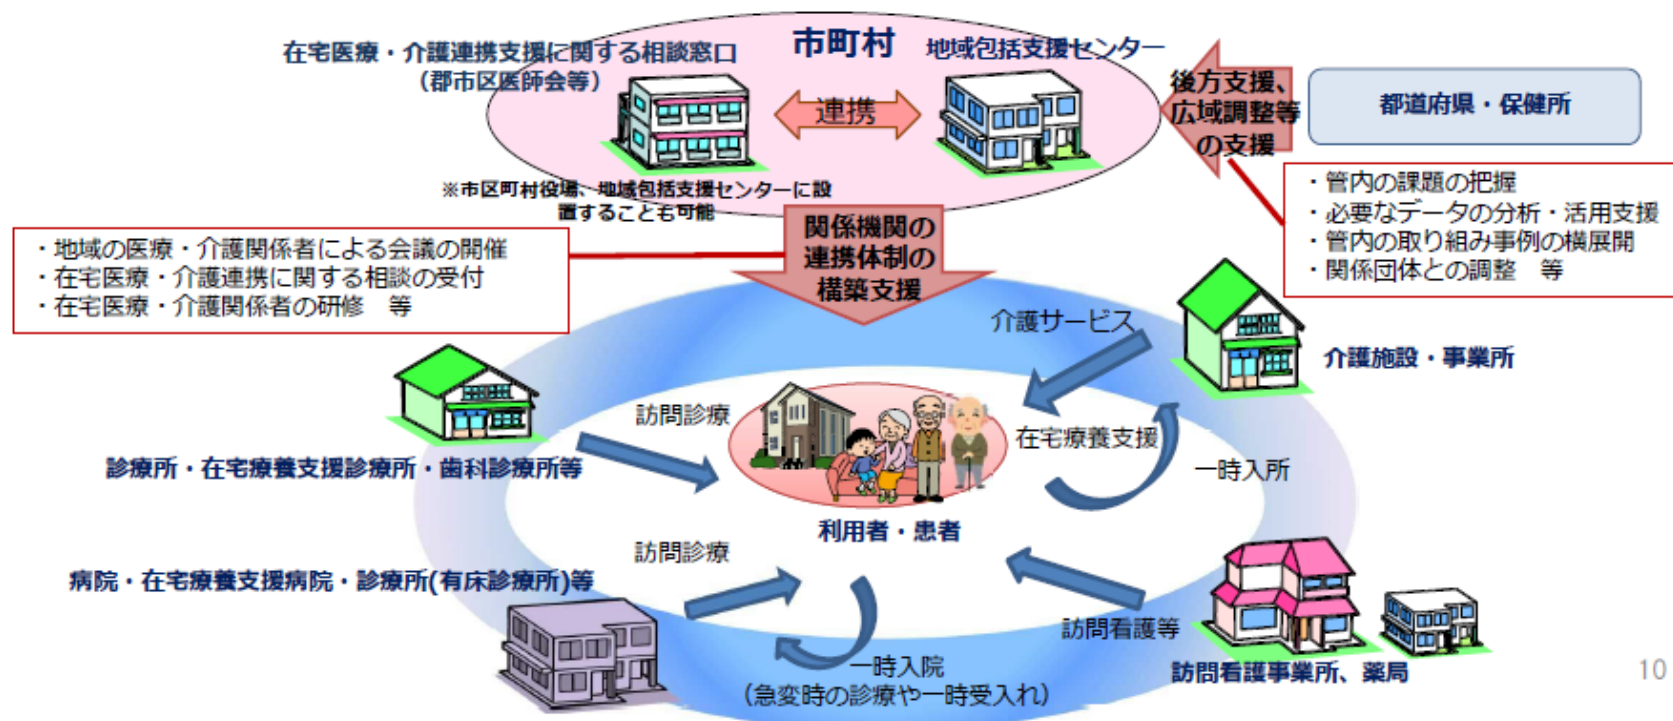 市町村
在宅医療・介護連携支援に関する相談窓口
（郡市区医師会等）
地域包括支援センター
連携
※市区町村役場、地域包括支援センターに設
置することも可能
後方支援、
広域調整等
の支援
都道府県・保健所
・管内の課題の把握
・必要なデータの分析・活用支援
・管内の取り組み事例の横展開
・関係団体との調整　等
関係機関の
連携体制の
構築支援
・地域の医療・介護関係者による会議の開催
・在宅医療・介護連携に関する相談の受付
・在宅医療・介護関係者の研修　等
介護サービス
介護施設・事業所
訪問診療
在宅療養支援
一時入所
診療所・在宅療養支援診療所・歯科診療所等
利用者・患者
訪問診療
病院・在宅療養支援病院・診療所(有床診療所)等
訪問看護等
一時入院
（急変時の診療や一時受入れ）
訪問看護事業所、薬局
10